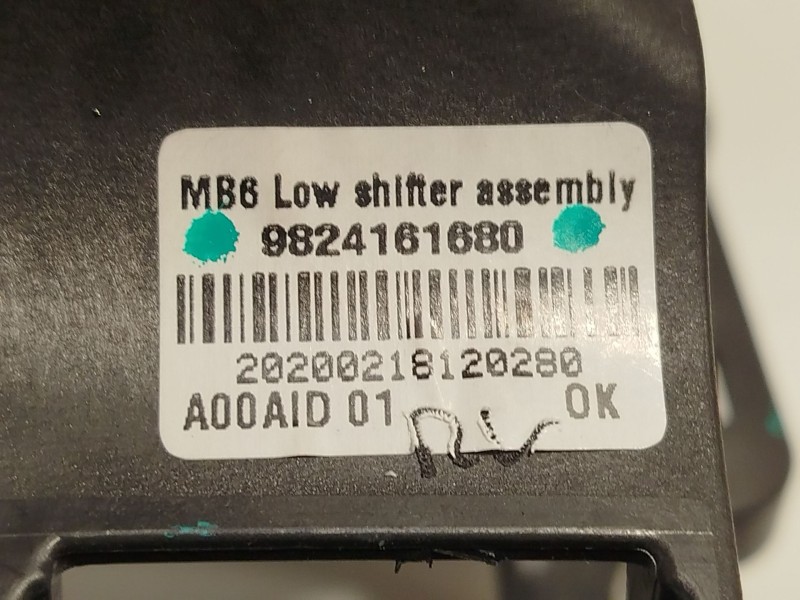 MB6 Low shifter assembly
9824161680
20200218120280
A00AID 01 OK